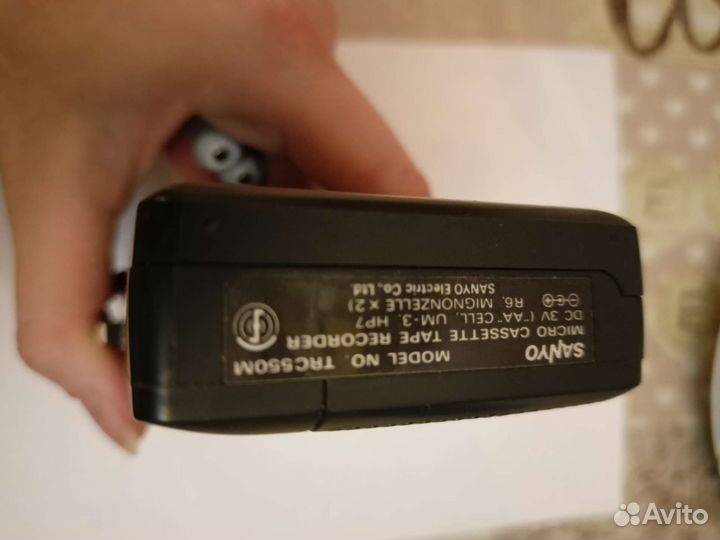 SANYO MODEL NO. TRC550M
MICRO CASSETTE TAPE RECORDER
DC 3V ("AA" CELL, UM-3, HP7
R6, MIGNONZELLE × 2)
SANYO Electric Co., Ltd.
Avito